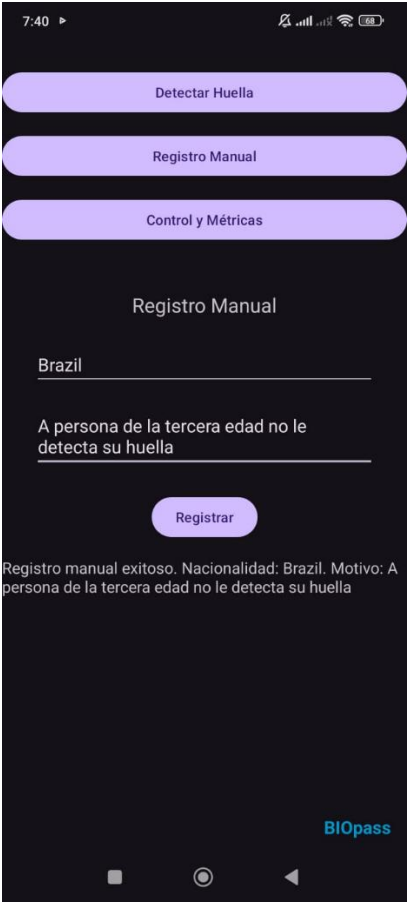 7:40
68
Detectar Huella
Registro Manual
Control y Métricas
Registro Manual
Brazil
A persona de la tercera edad no le
detecta su huella
Registrar
Registro manual exitoso. Nacionalidad: Brazil. Motivo: A
persona de la tercera edad no le detecta su huella
BIOpass